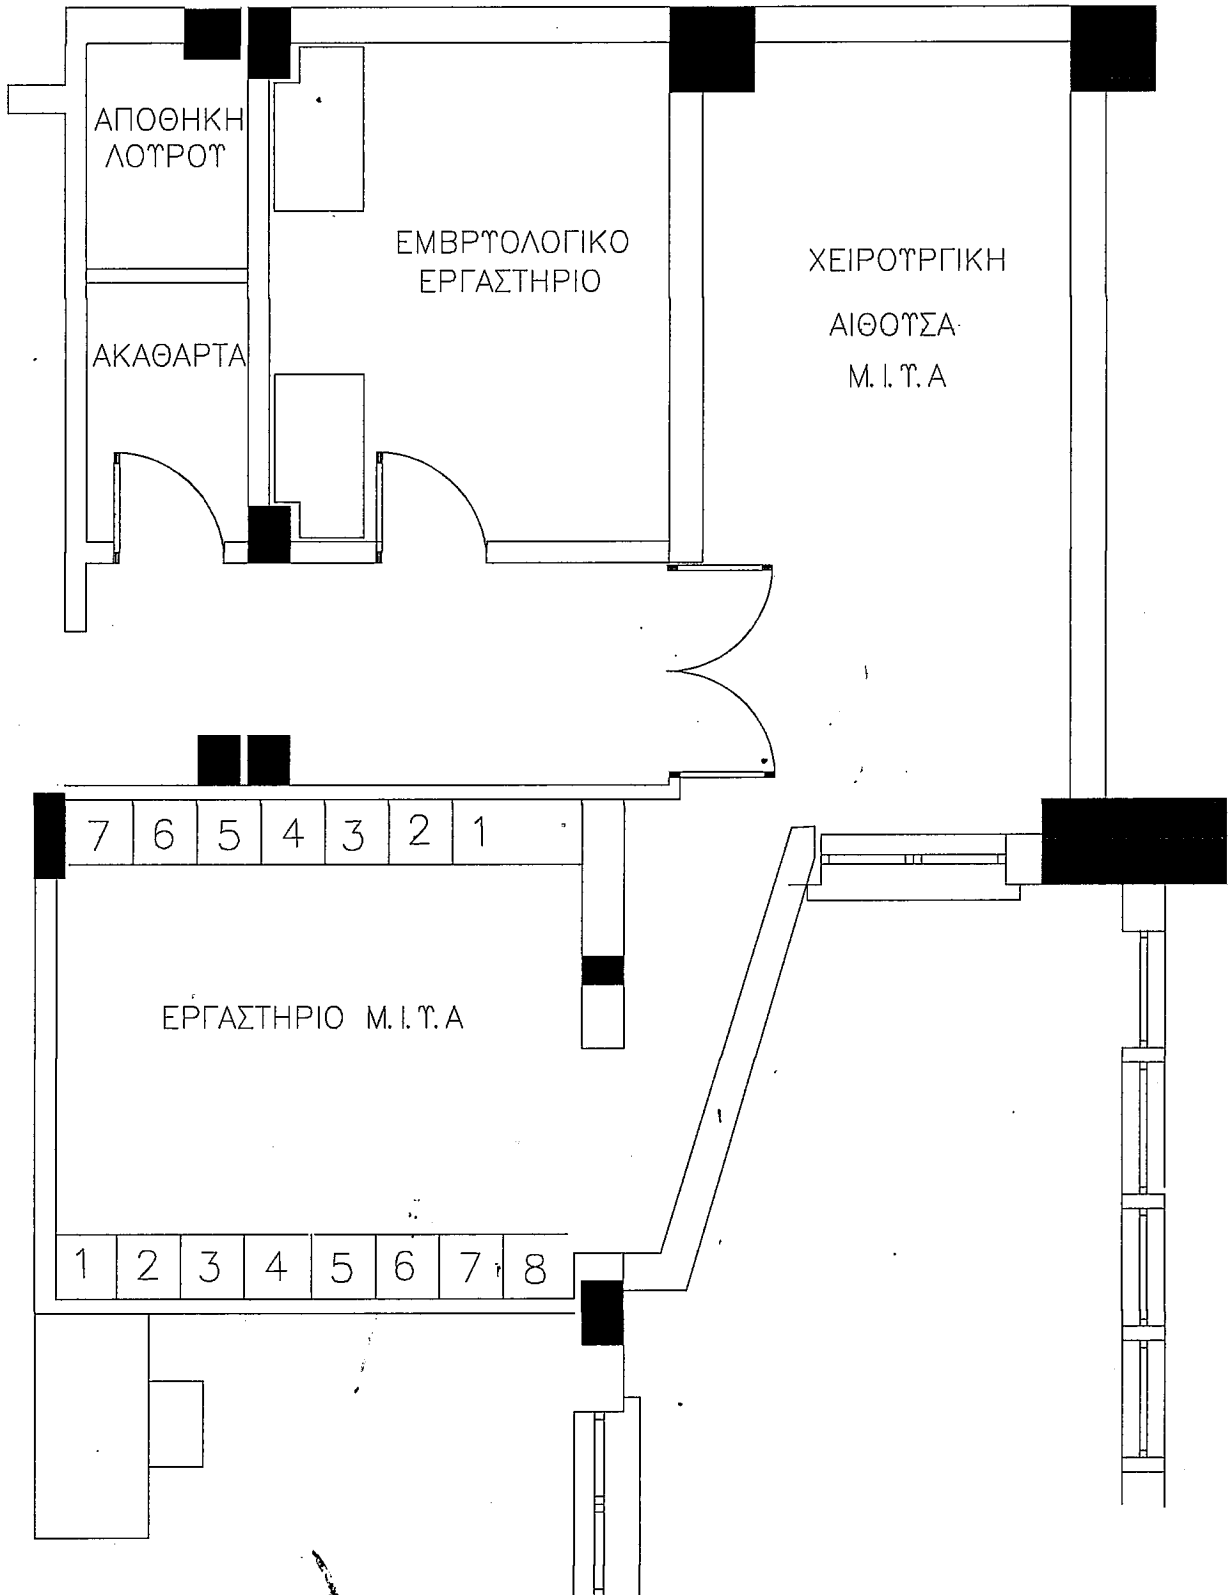 ΑΠΟΘΗΚΗ
ΛΟΥΡΟΥ
ΕΜΒΡΥΟΛΟΓΙΚΟ
ΕΡΓΑΣΤΗΡΙΟ
ΧΕΙΡΟΥΡΓΙΚΗ
ΑΙΘΟΥΣΑ
Μ.Ι.Υ.Α
ΑΚΑΘΑΡΤΑ
7 6 5 4 3 2 1
ΕΡΓΑΣΤΗΡΙΟ Μ.Ι.Υ.Α
1 2 3 4 5 6 7 8